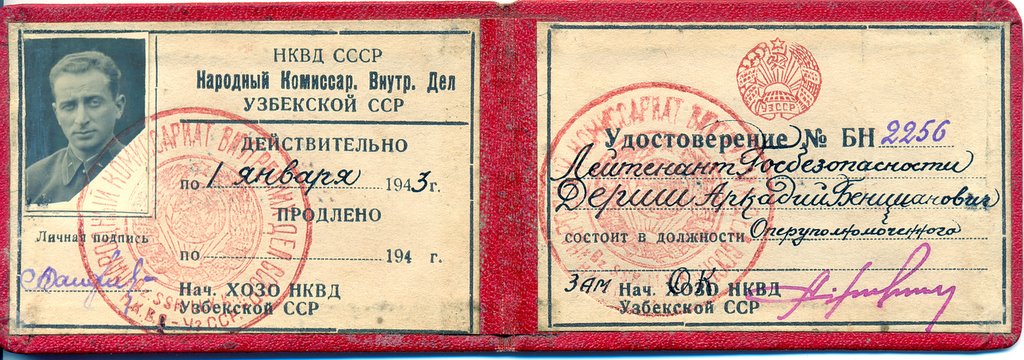 НКВД СССР
Народный Комиссар. Внутр. Дел
УЗБЕКСКОЙ ССР
ДЕЙСТВИТЕЛЬНО
по 1 января 1943 г.
ПРОДЛЕНО
по 194 г.
Личная подпись
Нач. ХОЗО НКВД
Узбекской ССР
УзССР
Удостоверение № БН 2256
Лейтенант Госбезопасности
Дериш Аркадий Бенцианович
состоит в должности Оперуполномоченного
Зам Нач. ОК НКВД
Узбекской ССР